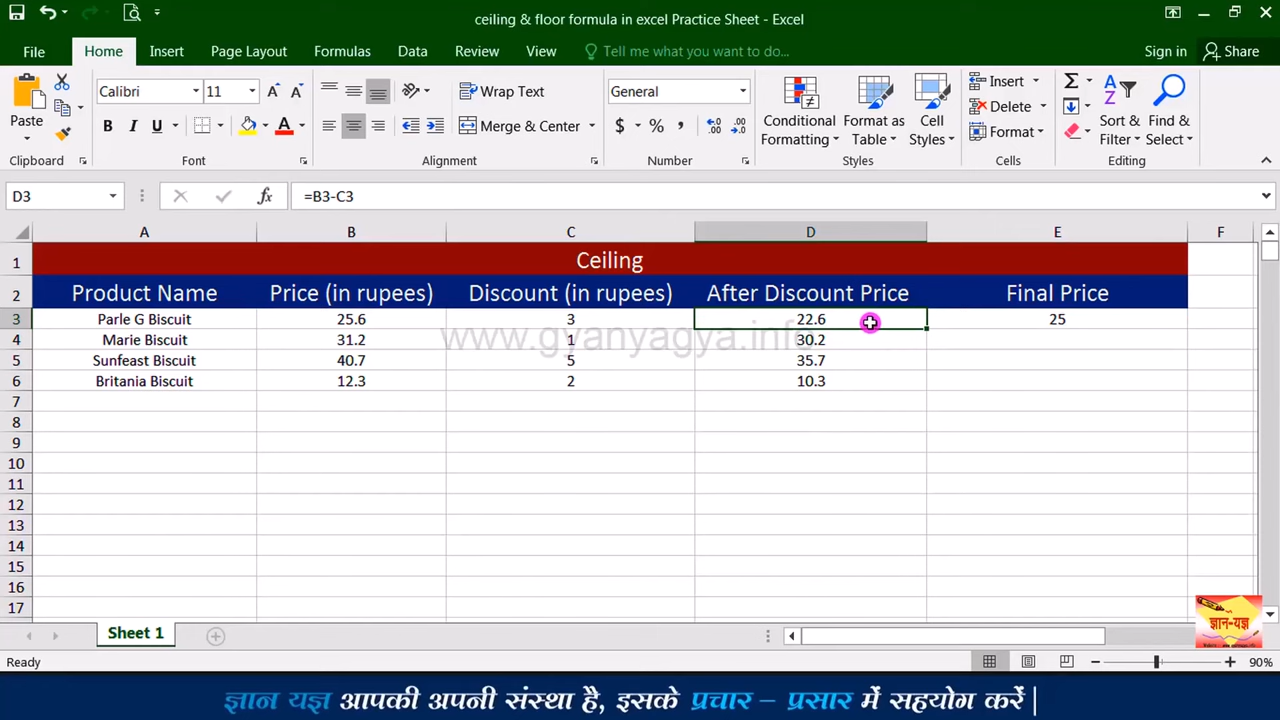 ceiling & floor formula in excel Practice Sheet - Excel
File Home Insert Page Layout Formulas Data Review View Tell me what you want to do... Sign in Share
Paste
Clipboard
Calibri 11
B I U A
Font
Wrap Text
Merge & Center
Alignment
General
$ % ,
Number
Conditional Formatting
Format as Table
Cell Styles
Styles
Insert
Delete
Format
Cells
Sort & Filter
Find & Select
Editing
D3 fx =B3-C3
A B C D E F
1 Ceiling
2 Product Name Price (in rupees) Discount (in rupees) After Discount Price Final Price
3 Parle G Biscuit 25.6 3 22.6 25
www.gyanyagya.info
4 Marie Biscuit 31.2 1 30.2
5 Sunfeast Biscuit 40.7 5 35.7
6 Britania Biscuit 12.3 2 10.3
7
8
9
10
11
12
13
14
15
16
17
ज्ञान-यज्ञ
Sheet 1
Ready 90%
ज्ञान यज्ञ आपकी अपनी संस्था है, इसके प्रचार – प्रसार में सहयोग करें |